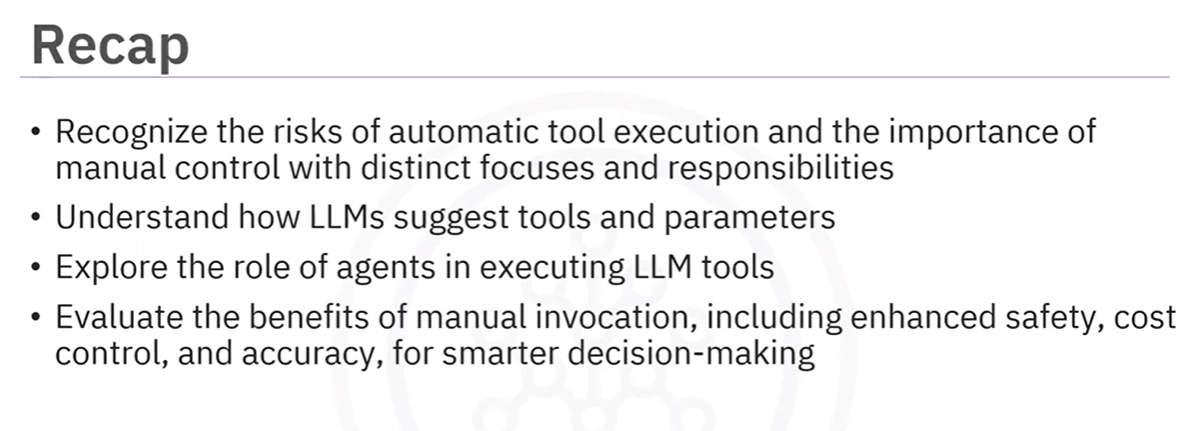 Recap
• Recognize the risks of automatic tool execution and the importance of
manual control with distinct focuses and responsibilities
• Understand how LLMs suggest tools and parameters
• Explore the role of agents in executing LLM tools
• Evaluate the benefits of manual invocation, including enhanced safety, cost
control, and accuracy, for smarter decision-making